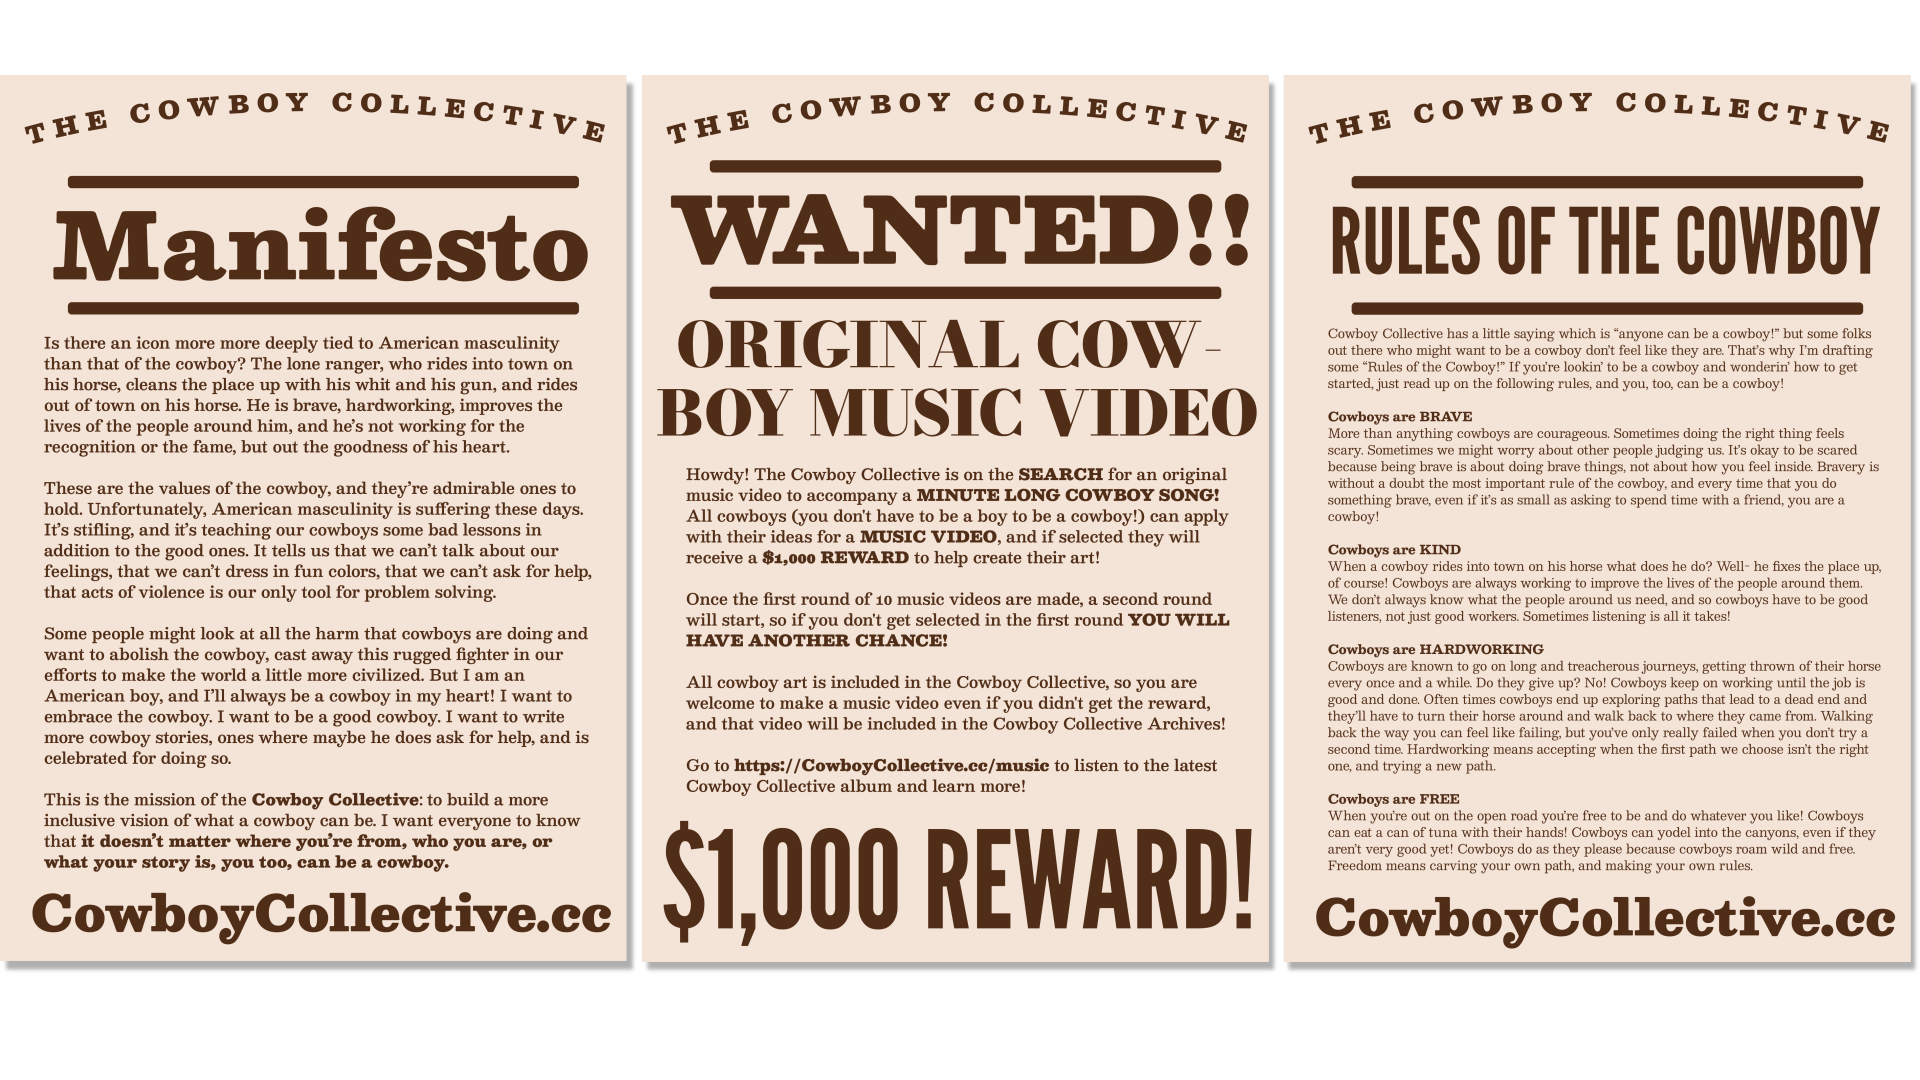 THE COWBOY COLLECTIVE
Manifesto
Is there an icon more more deeply tied to American masculinity
than that of the cowboy? The lone ranger, who rides into town on
his horse, cleans the place up with his whit and his gun, and rides
out of town on his horse. He is brave, hardworking, improves the
lives of the people around him, and he's not working for the
recognition or the fame, but out the goodness of his heart.
These are the values of the cowboy, and they're admirable ones to
hold. Unfortunately, American masculinity is suffering these days.
It's stifling, and it's teaching our cowboys some bad lessons in
addition to the good ones. It tells us that we can't talk about our
feelings, that we can't dress in fun colors, that we can't ask for help,
that acts of violence is our only tool for problem solving.
Some people might look at all the harm that cowboys are doing and
want to abolish the cowboy, cast away this rugged fighter in our
efforts to make the world a little more civilized. But I am an
American boy, and I'll always be a cowboy in my heart! I want to
embrace the cowboy. I want to be a good cowboy. I want to write
more cowboy stories, ones where maybe he does ask for help, and is
celebrated for doing so.
This is the mission of the Cowboy Collective: to build a more
inclusive vision of what a cowboy can be. I want everyone to know
that it doesn't matter where you're from, who you are, or
what your story is, you too, can be a cowboy.
CowboyCollective.cc
THE COWBOY COLLECTIVE
WANTED!!
ORIGINAL COW-
BOY MUSIC VIDEO
Howdy! The Cowboy Collective is on the SEARCH for an original
music video to accompany a MINUTE LONG COWBOY SONG!
All cowboys (you don't have to be a boy to be a cowboy!) can apply
with their ideas for a MUSIC VIDEO, and if selected they will
receive a $1,000 REWARD to help create their art!
Once the first round of 10 music videos are made, a second round
will start, so if you don't get selected in the first round YOU WILL
HAVE ANOTHER CHANCE!
All cowboy art is included in the Cowboy Collective, so you are
welcome to make a music video even if you didn't get the reward,
and that video will be included in the Cowboy Collective Archives!
Go to https://CowboyCollective.cc/music to listen to the latest
Cowboy Collective album and learn more!
$1,000 REWARD!
THE COWBOY COLLECTIVE
RULES OF THE COWBOY
Cowboy Collective has a little saying which is “anyone can be a cowboy!” but some folks
out there who might want to be a cowboy don't feel like they are. That's why I'm drafting
some “Rules of the Cowboy!” If you're lookin' to be a cowboy and wonderin' how to get
started, just read up on the following rules, and you, too, can be a cowboy!
Cowboys are BRAVE
More than anything cowboys are courageous. Sometimes doing the right thing feels
scary. Sometimes we might worry about other people judging us. It's okay to be scared
because being brave is about doing brave things, not about how you feel inside. Bravery is
without a doubt the most important rule of the cowboy, and every time that you do
something brave, even if it's as small as asking to spend time with a friend, you are a
cowboy!
Cowboys are KIND
When a cowboy rides into town on his horse what does he do? Well- he fixes the place up,
of course! Cowboys are always working to improve the lives of the people around them.
We don't always know what the people around us need, and so cowboys have to be good
listeners, not just good workers. Sometimes listening is all it takes!
Cowboys are HARDWORKING
Cowboys are known to go on long and treacherous journeys, getting thrown of their horse
every once and a while. Do they give up? No! Cowboys keep on working until the job is
good and done. Often times cowboys end up exploring paths that lead to a dead end and
they'll have to turn their horse around and walk back to where they came from. Walking
back the way you can feel like failing, but you've only really failed when you don't try a
second time. Hardworking means accepting when the first path we choose isn't the right
one, and trying a new path.
Cowboys are FREE
When you're out on the open road you're free to be and do whatever you like! Cowboys
can eat a can of tuna with their hands! Cowboys can yodel into the canyons, even if they
aren't very good yet! Cowboys do as they please because cowboys roam wild and free.
Freedom means carving your own path, and making your own rules.
CowboyCollective.cc